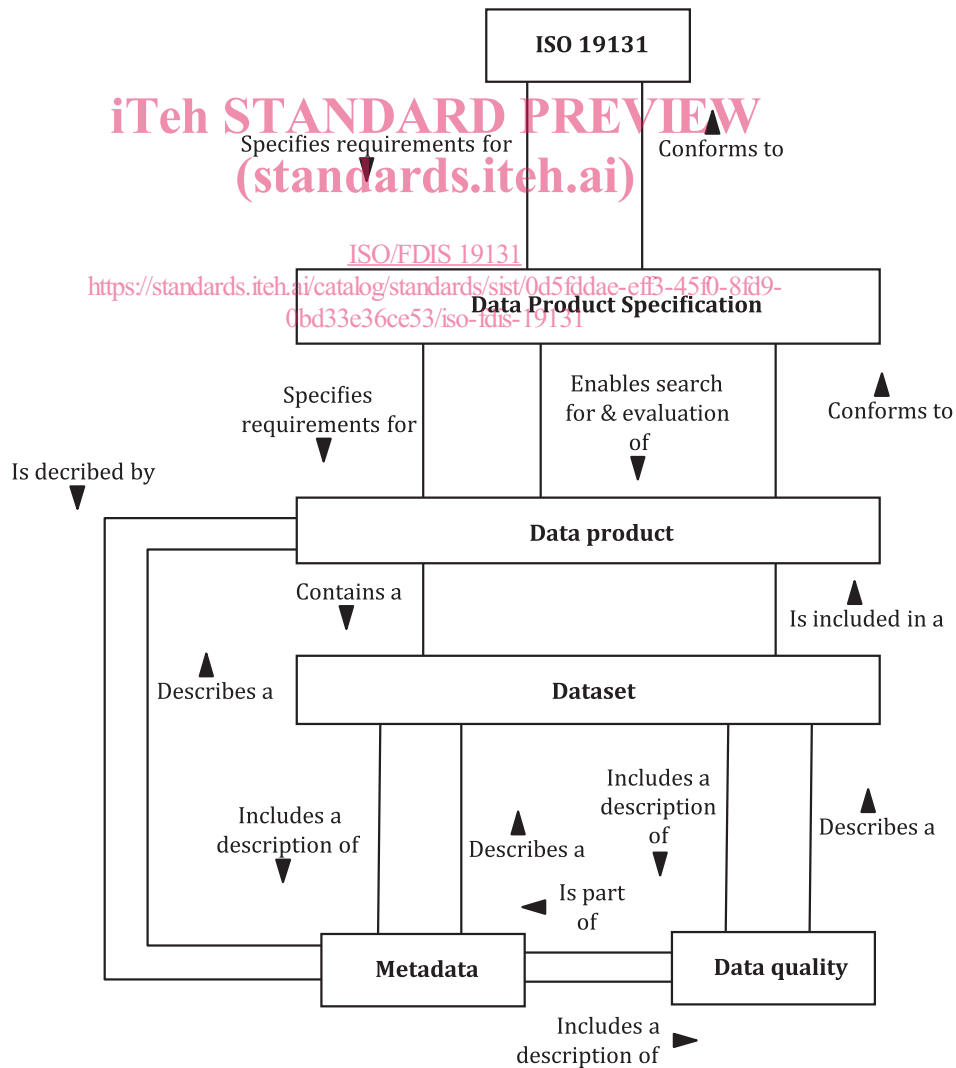 ISO 19131
iTeh STANDARD PREVIEW
Specifies requirements for
Conforms to
(standards.iteh.ai)
ISO/FDIS 19131
https://standards.iteh.ai/catalog/standards/sist/0d5fddae-eff3-45f0-8fd9-
Data Product Specification
0bd33e36ce53/iso-fdis-19131
Specifies
requirements for
Enables search
for & evaluation
of
Conforms to
Is decribed by
Data product
Contains a
Is included in a
Describes a
Dataset
Includes a
description of
Describes a
Includes a
description
of
Describes a
Is part
of
Metadata
Data quality
Includes a
description of